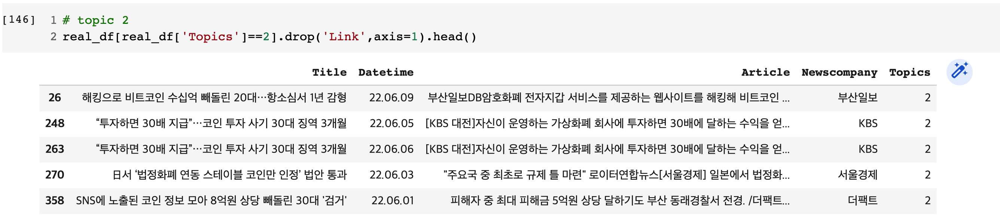 [146] 1 # topic 2
2 real_df[real_df['Topics']==2].drop('Link',axis=1).head()
Title Datetime Article Newscompany Topics
26 해킹으로 비트코인 수십억 빼돌린 20대…항소심서 1년 감형 22.06.09 부산일보DB암호화폐 전자지갑 서비스를 제공하는 웹사이트를 해킹해 비트코인 ... 부산일보 2
248 “투자하면 30배 지급”…코인 투자 사기 30대 징역 3개월 22.06.05 [KBS 대전]자신이 운영하는 가상화폐 회사에 투자하면 30배에 달하는 수익을 얻... KBS 2
263 “투자하면 30배 지급”…코인 투자 사기 30대 징역 3개월 22.06.06 [KBS 대전]자신이 운영하는 가상화폐 회사에 투자하면 30배에 달하는 수익을 얻... KBS 2
270 日서 ‘법정화폐 연동 스테이블 코인만 인정’ 법안 통과 22.06.03 "주요국 중 최초로 규제 틀 마련" 로이터연합뉴스[서울경제] 일본에서 법정화... 서울경제 2
358 SNS에 노출된 코인 정보 모아 8억원 상당 빼돌린 30대 '검거' 22.06.01 피해자 중 최대 피해금 5억원 상당 달하기도 부산 동래경찰서 전경. /더팩트... 더팩트 2